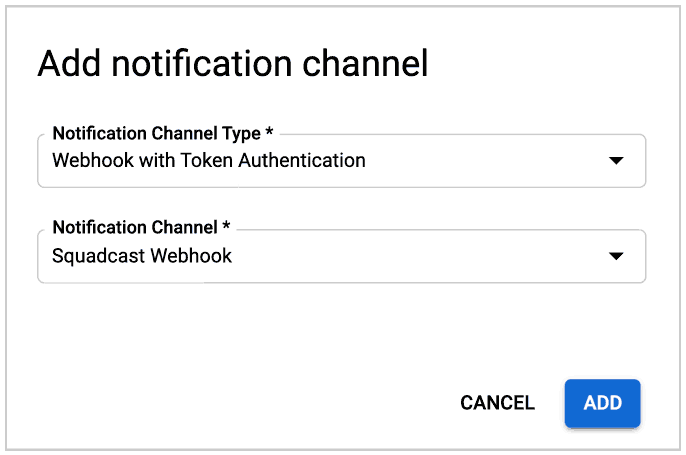 Add notification channel
Notification Channel Type *
Webhook with Token Authentication
Notification Channel *
Squadcast Webhook
CANCEL ADD